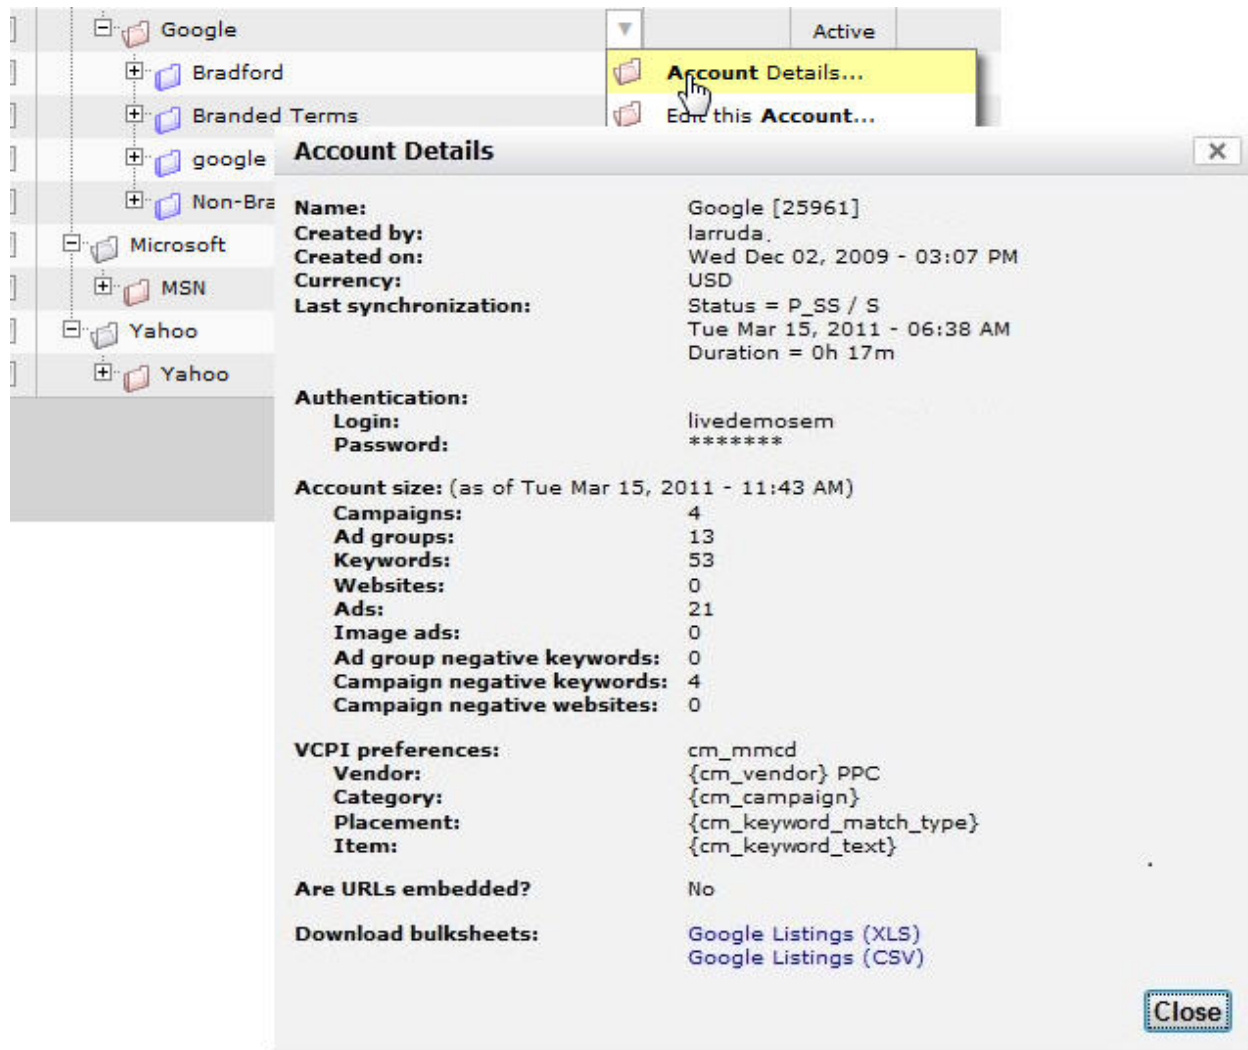 Google
Active
Bradford
Account Details...
Branded Terms
Edit this Account...
google
Non-Bra
Microsoft
MSN
Yahoo
Yahoo
Account Details
Name: Google [25961]
Created by: larruda
Created on: Wed Dec 02, 2009 - 03:07 PM
Currency: USD
Last synchronization: Status = P_SS / S
Tue Mar 15, 2011 - 06:38 AM
Duration = 0h 17m
Authentication:
Login: livedemosem
Password: *******
Account size: (as of Tue Mar 15, 2011 - 11:43 AM)
Campaigns: 4
Ad groups: 13
Keywords: 53
Websites: 0
Ads: 21
Image ads: 0
Ad group negative keywords: 0
Campaign negative keywords: 4
Campaign negative websites: 0
VCPI preferences: cm_mmcd
Vendor: {cm_vendor} PPC
Category: {cm_campaign}
Placement: {cm_keyword_match_type}
Item: {cm_keyword_text}
Are URLs embedded? No
Download bulksheets: Google Listings (XLS)
Google Listings (CSV)
Close